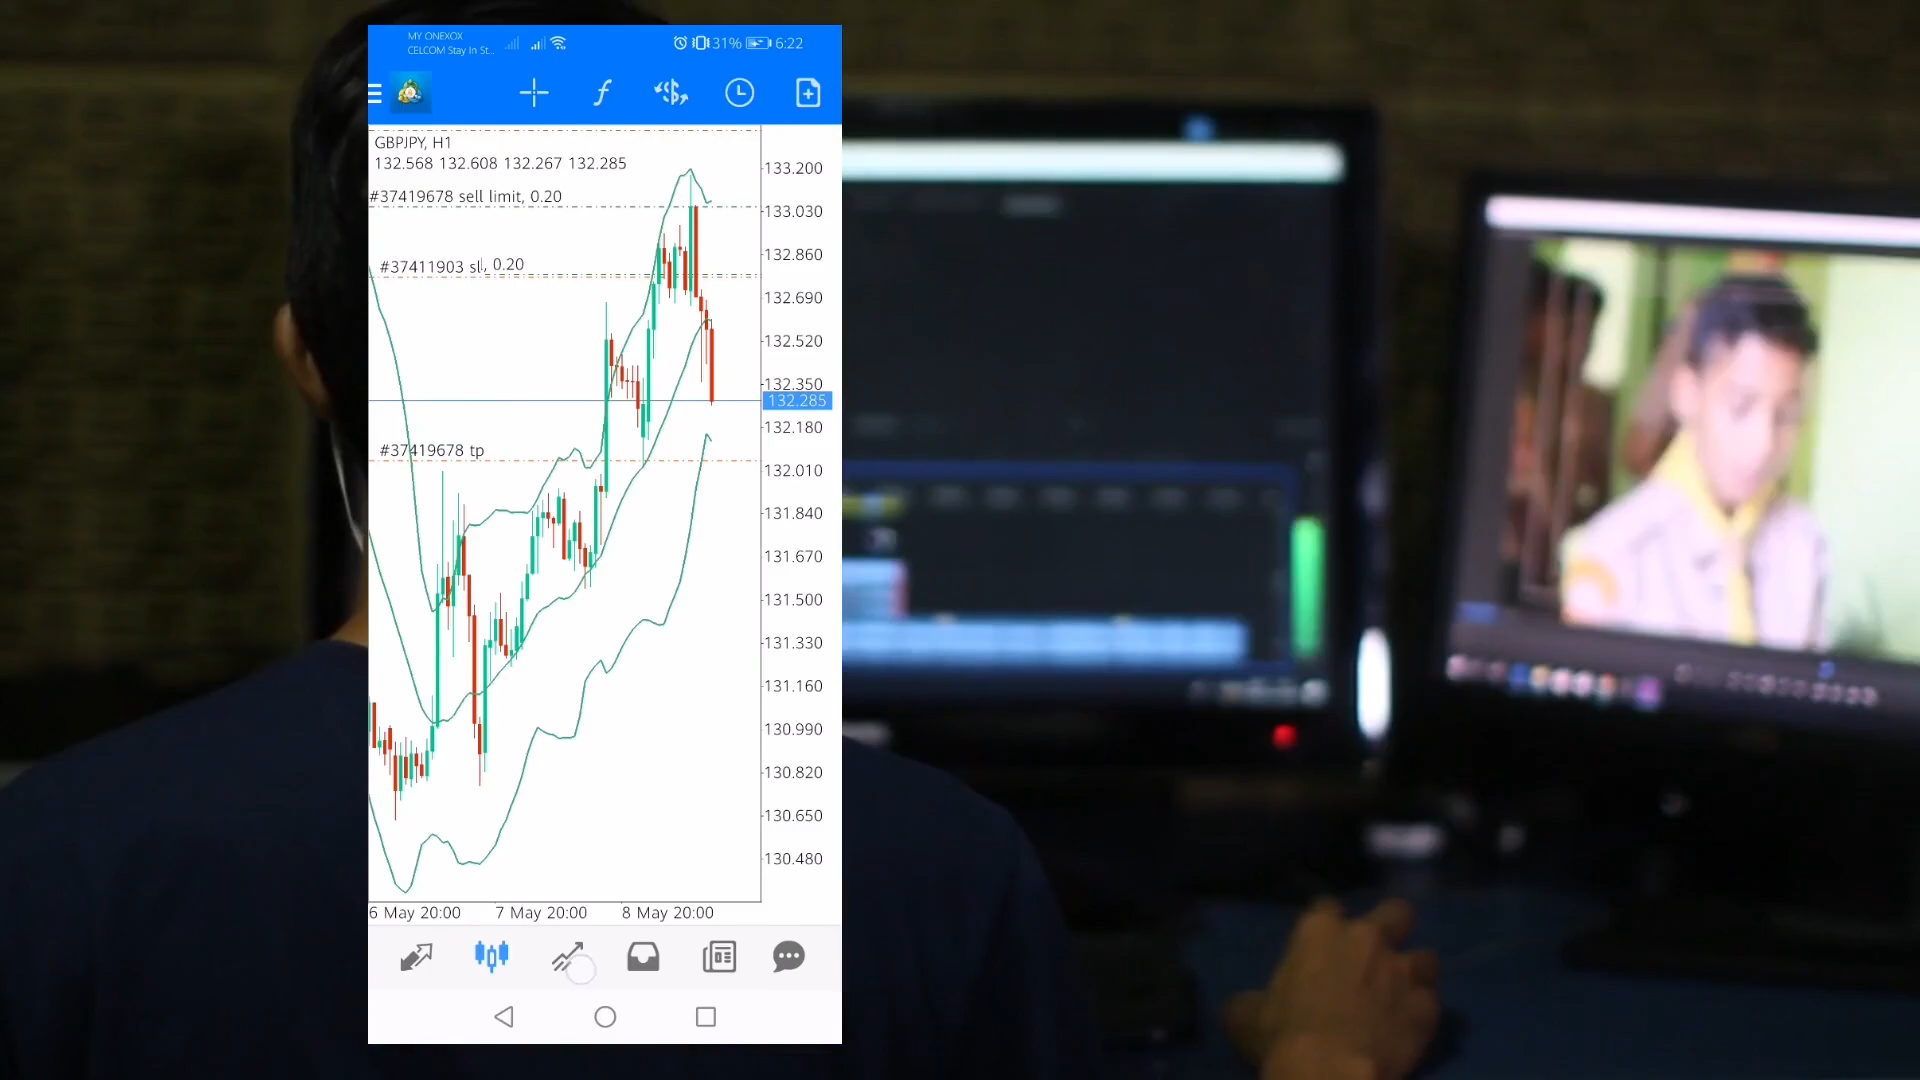 MY ONEXOX
CELCOM Stay In St...
31% 6:22
GBPJPY, H1
132.568 132.608 132.267 132.285
#37419678 sell limit, 0.20
#37411903 sl, 0.20
#37419678 tp
133.200
133.030
132.860
132.690
132.520
132.350
132.285
132.180
132.010
131.840
131.670
131.500
131.330
131.160
130.990
130.820
130.650
130.480
6 May 20:00 7 May 20:00 8 May 20:00